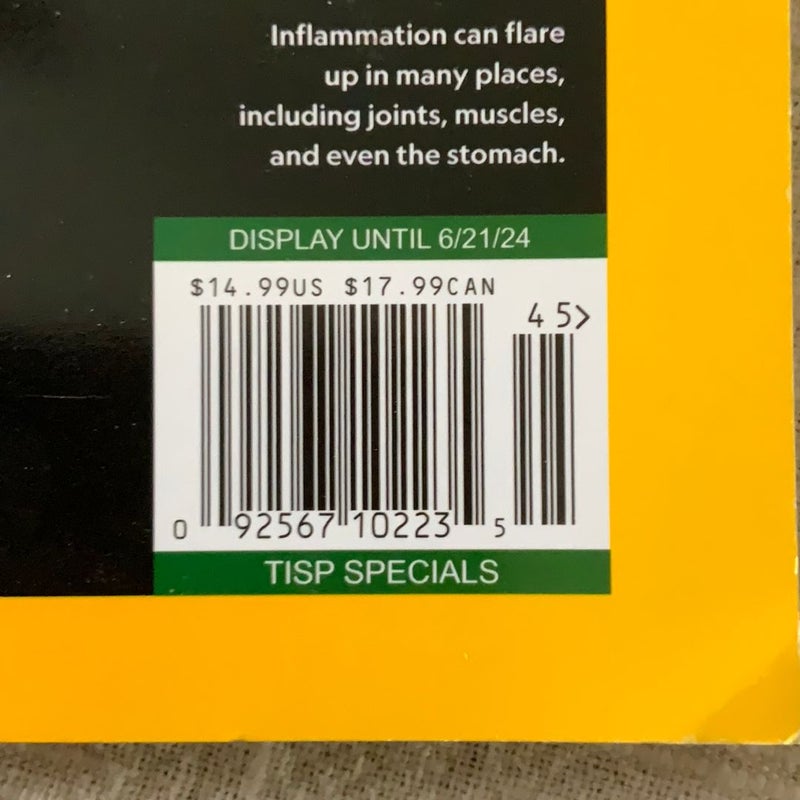 Inflammation can flare
up in many places,
including joints, muscles,
and even the stomach.
DISPLAY UNTIL 6/21/24
$14.99US $17.99CAN
45>
0 92567 10223 5
TISP SPECIALS